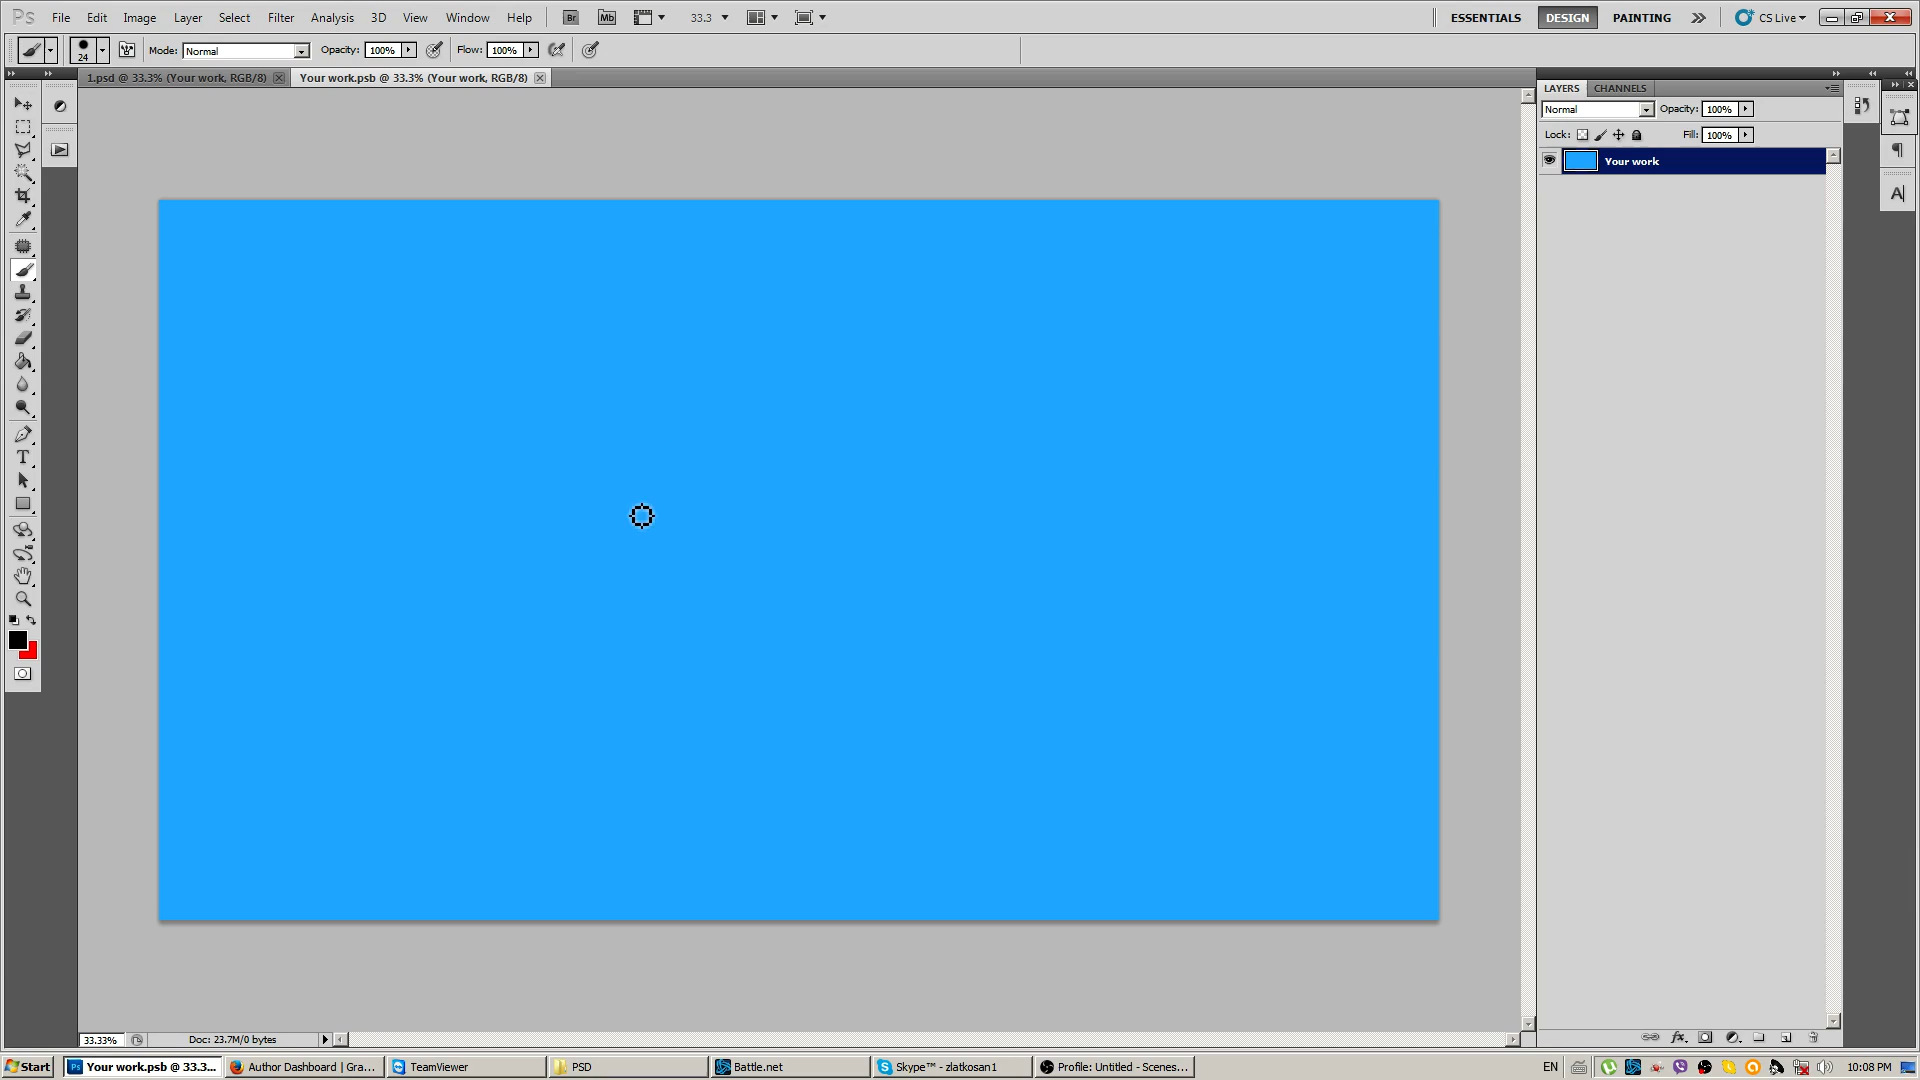 Ps File Edit Image Layer Select Filter Analysis 3D View Window Help Br Mb 33.3 ESSENTIALS DESIGN PAINTING CS Live
24 Mode: Normal Opacity: 100% Flow: 100%
1.psd @ 33.3% (Your work, RGB/8) Your work.psb @ 33.3% (Your work, RGB/8)
LAYERS CHANNELS
Normal Opacity: 100%
Lock: Fill: 100%
Your work
33.33% Doc: 23.7M/0 bytes
Start Your work.psb @ 33.3... Author Dashboard | Gra... TeamViewer PSD Battle.net Skype™ - zlatkosan1 Profile: Untitled - Scenes... EN 10:08 PM